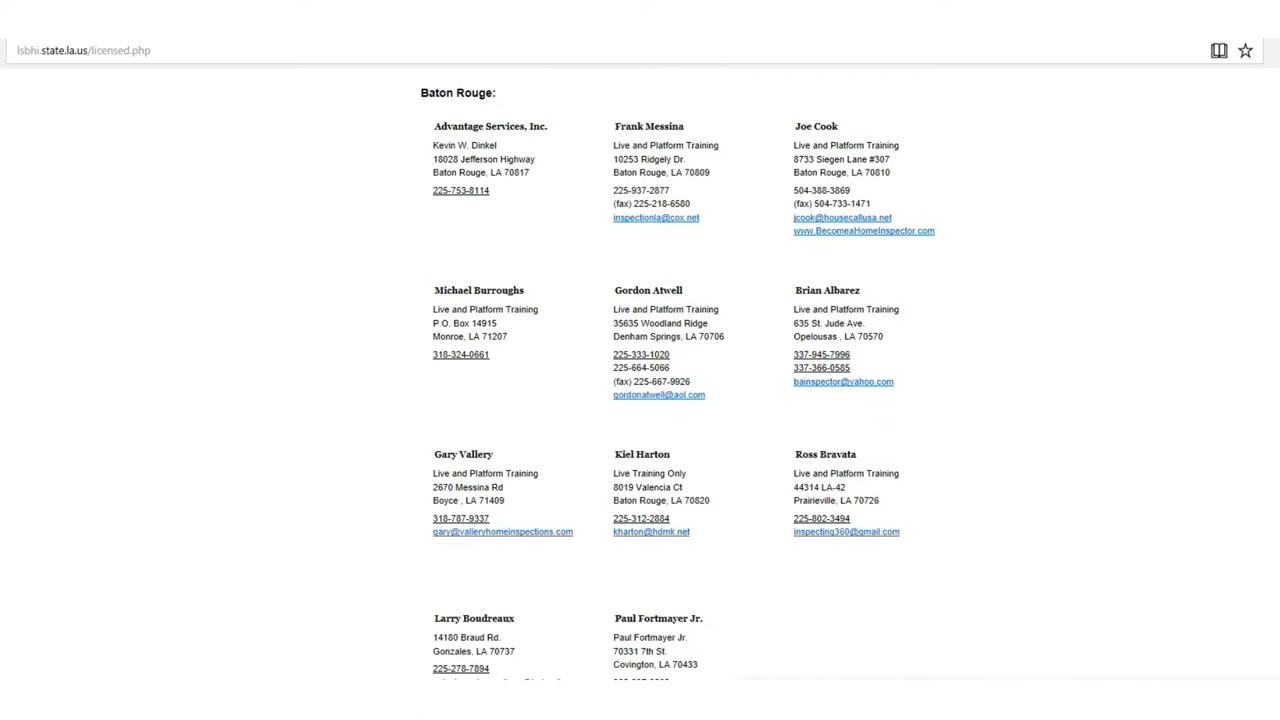 lsbhi.state.la.us/licensed.php
Baton Rouge:
Advantage Services, Inc.
Kevin W. Dinkel
18028 Jefferson Highway
Baton Rouge, LA 70817
225-753-8114
Frank Messina
Live and Platform Training
10253 Ridgely Dr.
Baton Rouge, LA 70809
225-937-2877
(fax) 225-218-6580
inspectionla@cox.net
Joe Cook
Live and Platform Training
8733 Siegen Lane #307
Baton Rouge, LA 70810
504-388-3869
(fax) 504-733-1471
jcook@housecallusa.net
www.BecomeaHomeInspector.com
Michael Burroughs
Live and Platform Training
P.O. Box 14915
Monroe, LA 71207
318-324-0661
Gordon Atwell
Live and Platform Training
35635 Woodland Ridge
Denham Springs, LA 70706
225-333-1020
225-664-5066
(fax) 225-667-9926
gordonatwell@aol.com
Brian Albarez
Live and Platform Training
635 St. Jude Ave.
Opelousas , LA 70570
337-945-7996
337-366-0585
bainspector@yahoo.com
Gary Vallery
Live and Platform Training
2670 Messina Rd
Boyce , LA 71409
318-787-9337
gary@valleryhomeinspections.com
Kiel Harton
Live Training Only
8019 Valencia Ct
Baton Rouge, LA 70820
225-312-2884
kharton@hdmk.net
Ross Bravata
Live and Platform Training
44314 LA-42
Prairieville, LA 70726
225-802-3494
inspecting360@gmail.com
Larry Boudreaux
14180 Braud Rd.
Gonzales, LA 70737
225-278-7894
Paul Fortmayer Jr.
Paul Fortmayer Jr.
70331 7th St.
Covington, LA 70433